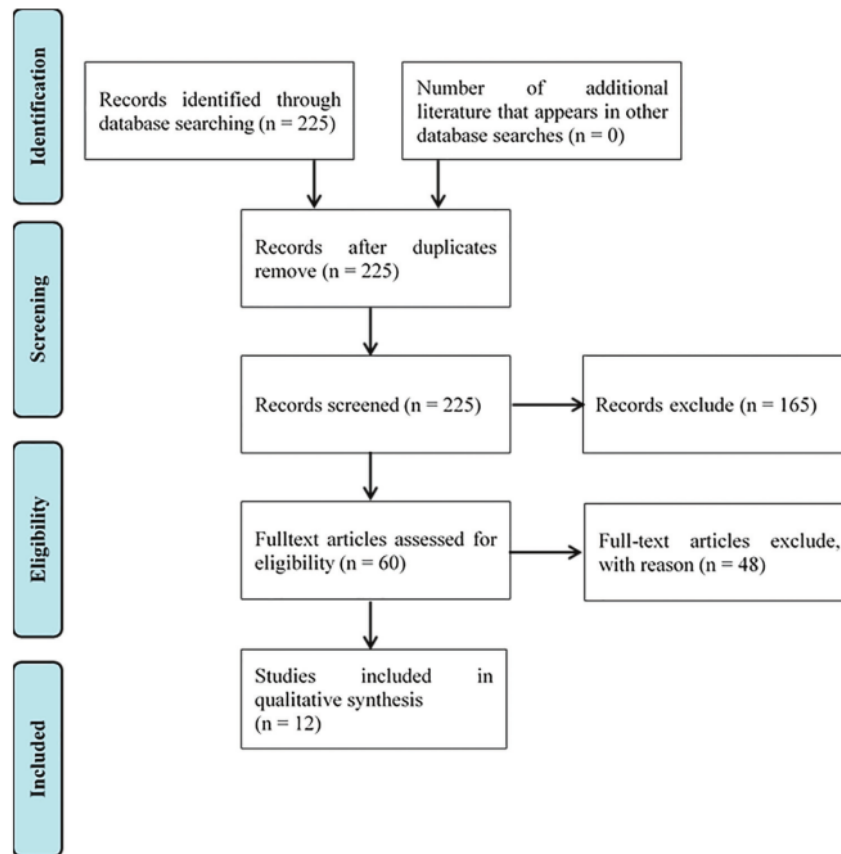 Identification
Records identified through
database searching (n = 225)
Number of additional
literature that appears in other
database searches (n = 0)
Screening
Records after duplicates
remove (n = 225)
Records screened (n = 225)
Records exclude (n = 165)
Eligibility
Fulltext articles assessed for
eligibility (n = 60)
Full-text articles exclude,
with reason (n = 48)
Included
Studies included in
qualitative synthesis
(n = 12)